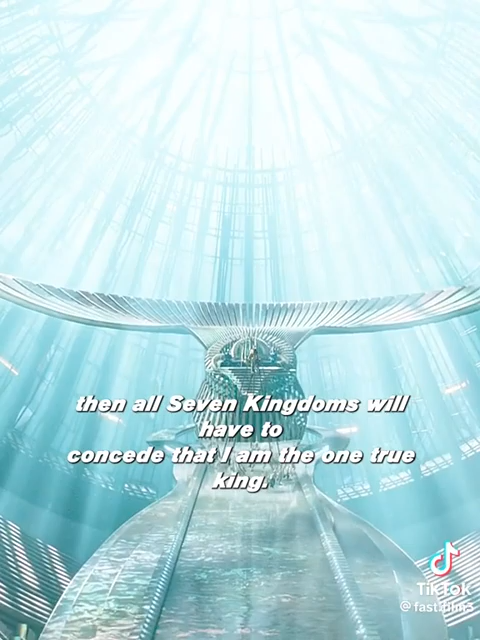 then all Seven Kingdoms will
have to
concede that I am the one true
king.
TikTok